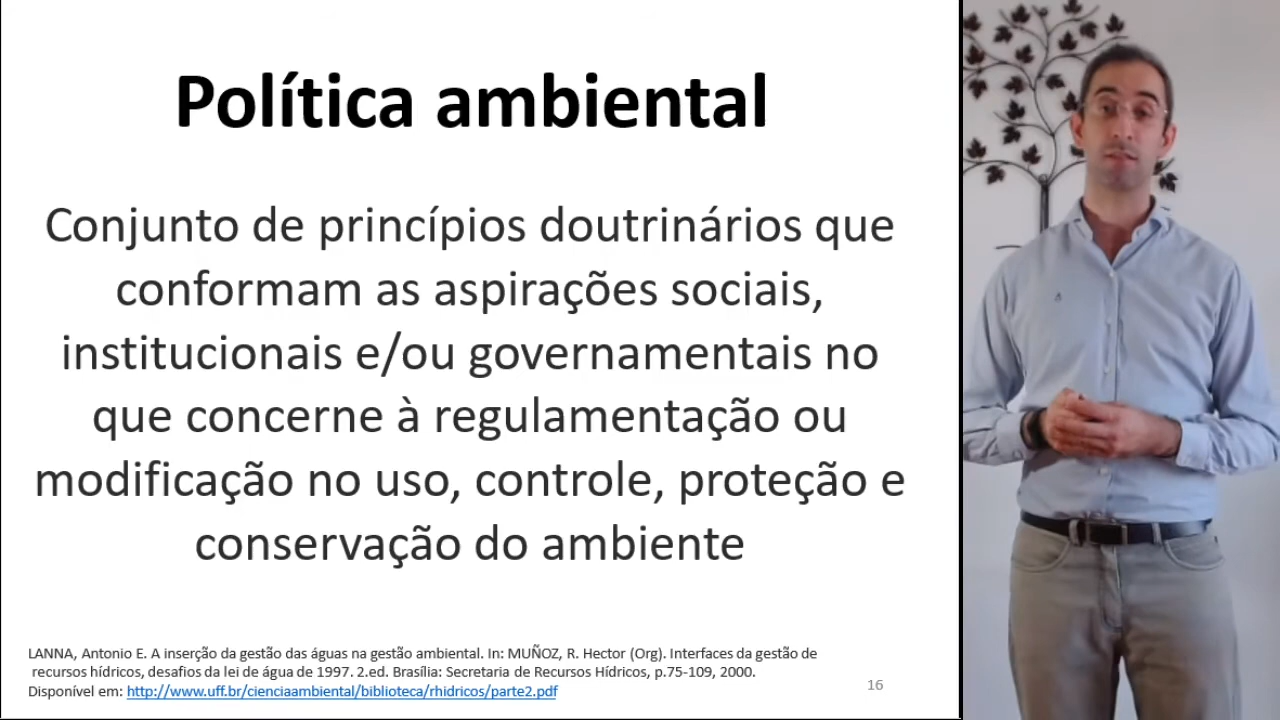 Política ambiental
Conjunto de princípios doutrinários que
conformam as aspirações sociais,
institucionais e/ou governamentais no
que concerne à regulamentação ou
modificação no uso, controle, proteção e
conservação do ambiente
LANNA, Antonio E. A inserção da gestão das águas na gestão ambiental. In: MUÑOZ, R. Hector (Org). Interfaces da gestão de
recursos hídricos, desafios da lei de água de 1997. 2.ed. Brasília: Secretaria de Recursos Hídricos, p.75-109, 2000.
Disponível em: http://www.uff.br/cienciaambiental/biblioteca/rhidricos/parte2.pdf
16